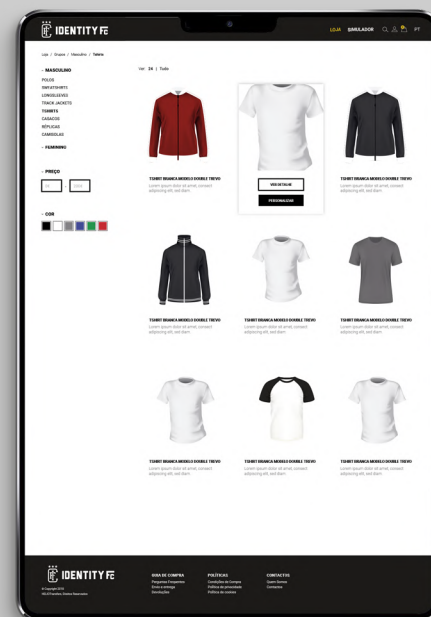 IDENTITY FC
LOJA SIMULADOR PT
Loja / Grupos / Masculino / Tshirts
- MASCULINO
POLOS
SWEATSHIRTS
LONGSLEEVES
TRACK JACKETS
TSHIRTS
CASACOS
RÉPLICAS
CAMISOLAS
- FEMININO
- PREÇO
- COR
Ver 24 | Todo
TSHIRT BRANCA MODELO DOUBLE TREVO
Lorem ipsum dolor sit amet, consect
adipiscing elit, sed diam
VER DETALHE
PERSONALIZAR
TSHIRT BRANCA MODELO DOUBLE TREVO
Lorem ipsum dolor sit amet, consect
adipiscing elit, sed diam
TSHIRT BRANCA MODELO DOUBLE TREVO
Lorem ipsum dolor sit amet, consect
adipiscing elit, sed diam
TSHIRT BRANCA MODELO DOUBLE TREVO
Lorem ipsum dolor sit amet, consect
adipiscing elit, sed diam
TSHIRT BRANCA MODELO DOUBLE TREVO
Lorem ipsum dolor sit amet, consect
adipiscing elit, sed diam
TSHIRT BRANCA MODELO DOUBLE TREVO
Lorem ipsum dolor sit amet, consect
adipiscing elit, sed diam
TSHIRT BRANCA MODELO DOUBLE TREVO
Lorem ipsum dolor sit amet, consect
adipiscing elit, sed diam
TSHIRT BRANCA MODELO DOUBLE TREVO
Lorem ipsum dolor sit amet, consect
adipiscing elit, sed diam
IDENTITY FC
GUIA DE COMPRA
Perguntas Frequentes
Envio e entrega
Devoluções
POLÍTICAS
Condições de Compra
Política de privacidade
Política de cookies
CONTACTOS
Quem Somos
Contactos